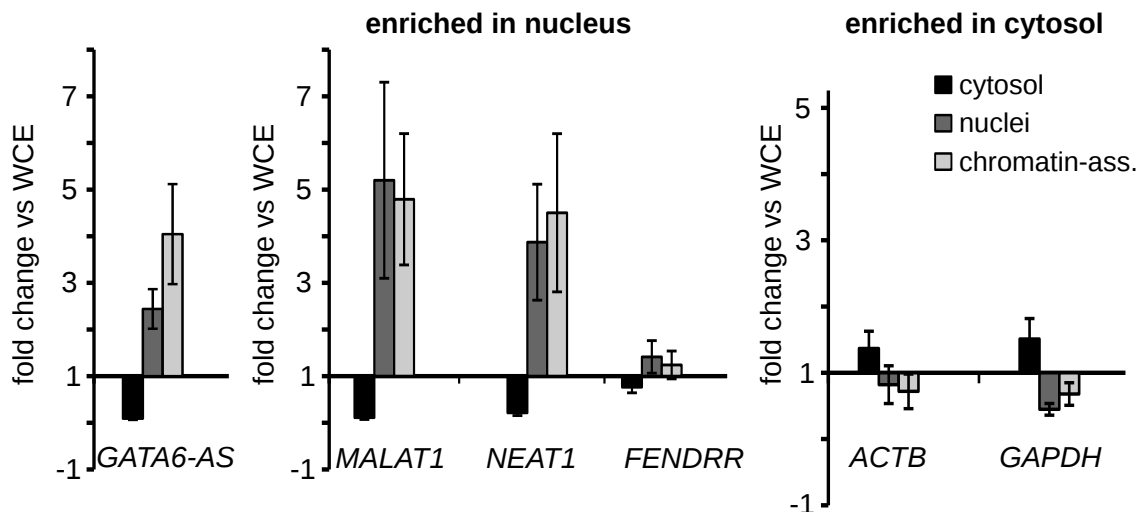 enriched in nucleus
enriched in cytosol
fold change vs WCE
7
5
3
1
-1
GATA6-AS
fold change vs WCE
7
5
3
1
-1
MALAT1
NEAT1
FENDRR
cytosol
nuclei
chromatin-ass.
fold change vs WCE
5
3
1
-1
ACTB
GAPDH